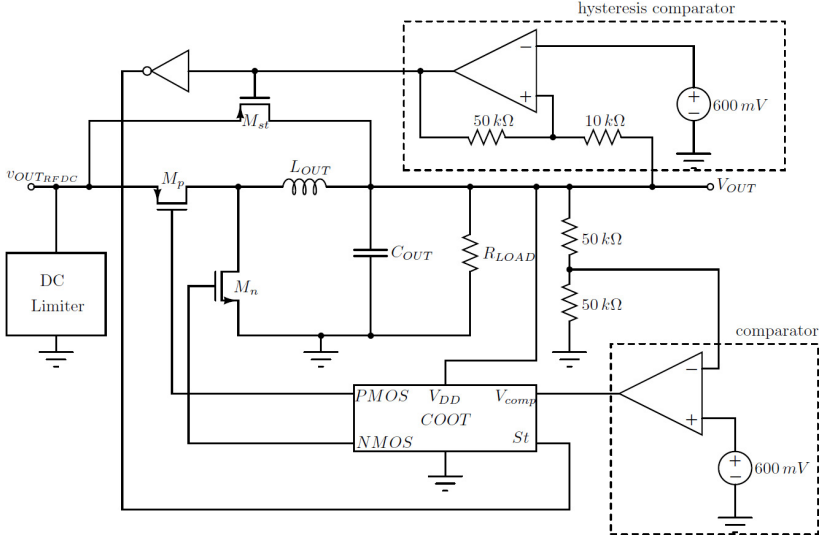 hysteresis comparator
−
+
+
−
600 mV
50 kΩ
10 kΩ
M_st
v_OUT_RFDC
M_p
L_OUT
V_OUT
DC
Limiter
M_n
C_OUT
R_LOAD
50 kΩ
50 kΩ
comparator
−
+
PMOS
V_DD
V_comp
COOT
NMOS
St
+
−
600 mV